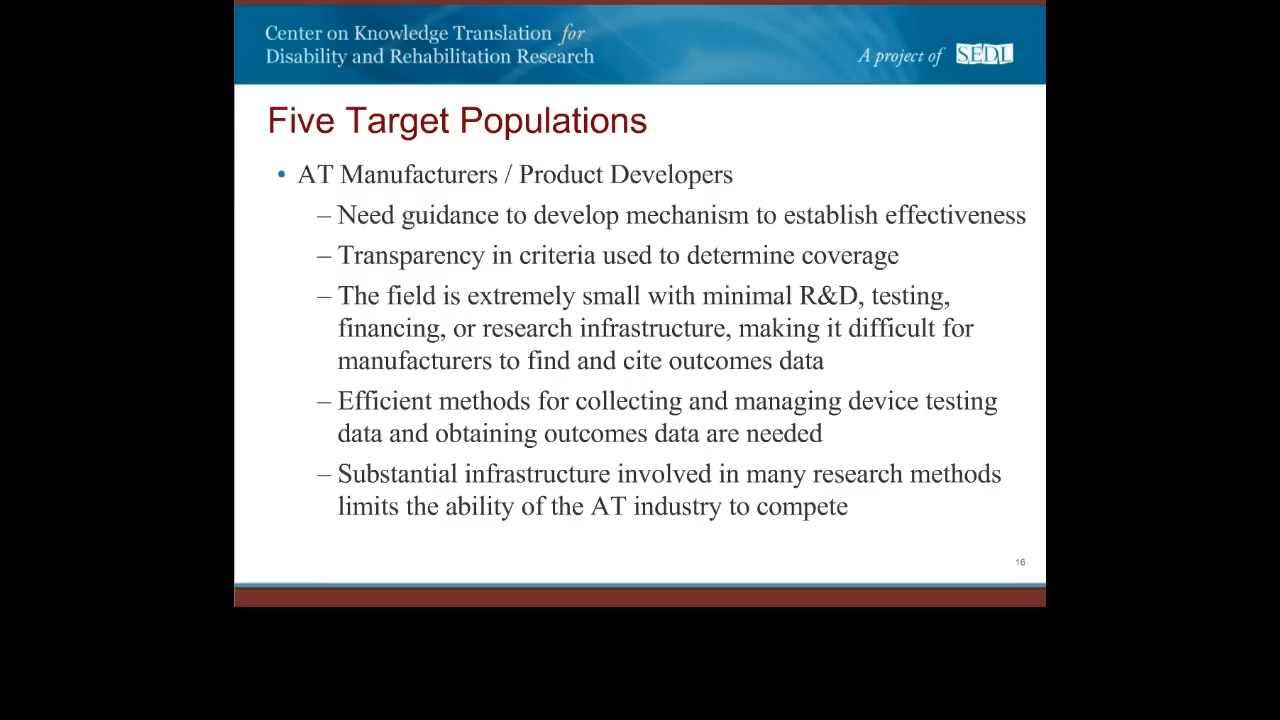 Center on Knowledge Translation for
Disability and Rehabilitation Research
A project of SEDL
Five Target Populations
• AT Manufacturers / Product Developers
– Need guidance to develop mechanism to establish effectiveness
– Transparency in criteria used to determine coverage
– The field is extremely small with minimal R&D, testing,
financing, or research infrastructure, making it difficult for
manufacturers to find and cite outcomes data
– Efficient methods for collecting and managing device testing
data and obtaining outcomes data are needed
– Substantial infrastructure involved in many research methods
limits the ability of the AT industry to compete
16